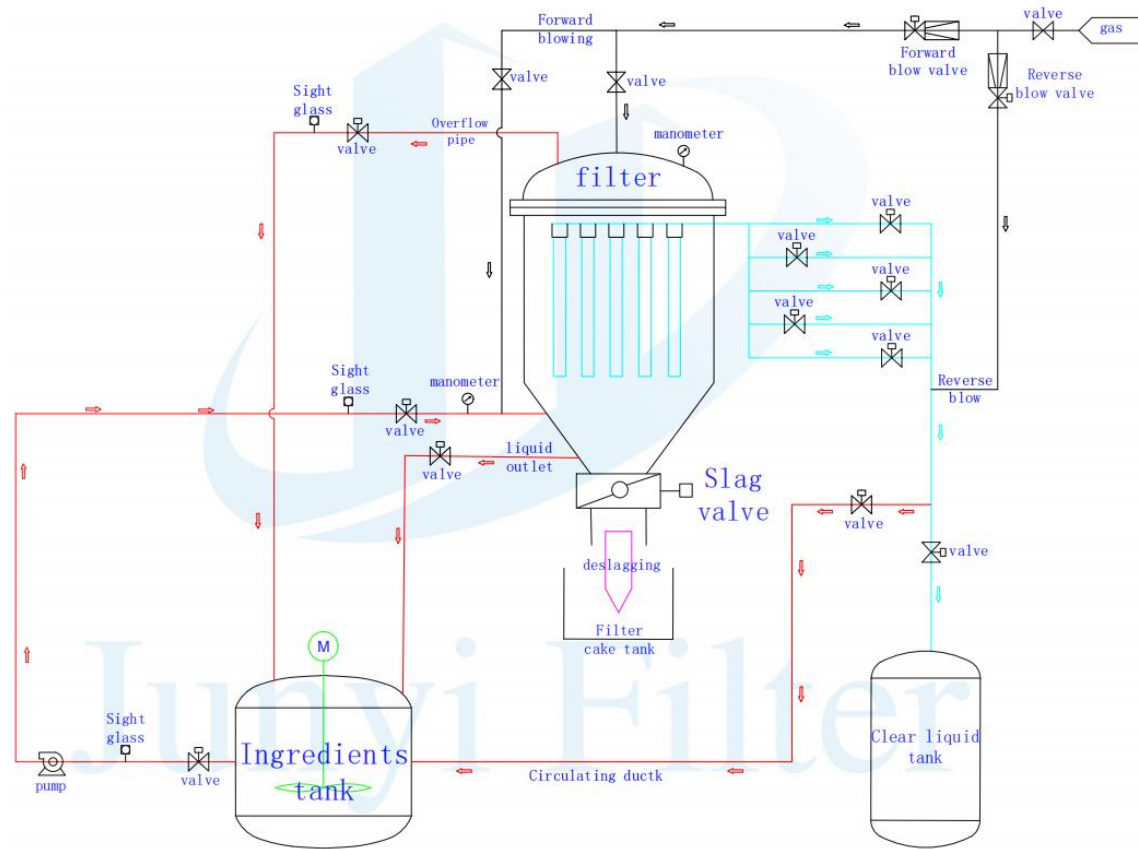 Forward
blowing
valve
gas
Forward
blow valve
Reverse
blow valve
valve
valve
Sight
glass
Overflow
pipe
valve
manometer
filter
valve
valve
valve
valve
valve
Reverse
blow
Sight
glass
manometer
valve
liquid
outlet
valve
Slag
valve
valve
valve
deslagging
Filter
cake tank
M
Junyi Filter
Sight
glass
Ingredients
tank
Clear liquid
tank
pump
valve
Circulating ductk